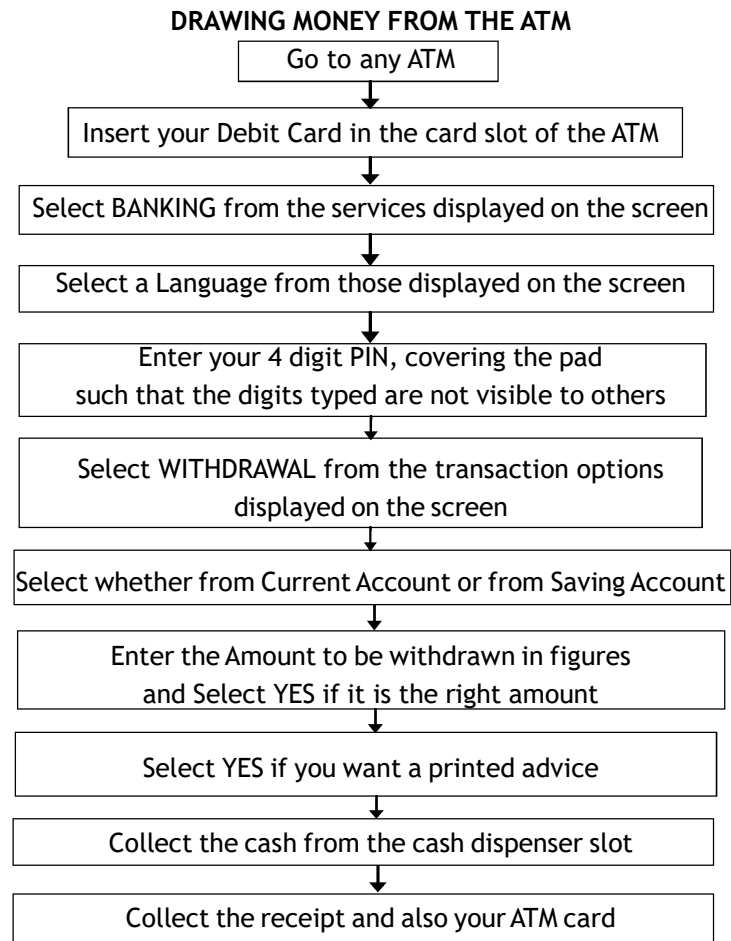 DRAWING MONEY FROM THE ATM
Go to any ATM
Insert your Debit Card in the card slot of the ATM
Select BANKING from the services displayed on the screen
Select a Language from those displayed on the screen
Enter your 4 digit PIN, covering the pad
such that the digits typed are not visible to others
Select WITHDRAWAL from the transaction options
displayed on the screen
Select whether from Current Account or from Saving Account
Enter the Amount to be withdrawn in figures
and Select YES if it is the right amount
Select YES if you want a printed advice
Collect the cash from the cash dispenser slot
Collect the receipt and also your ATM card